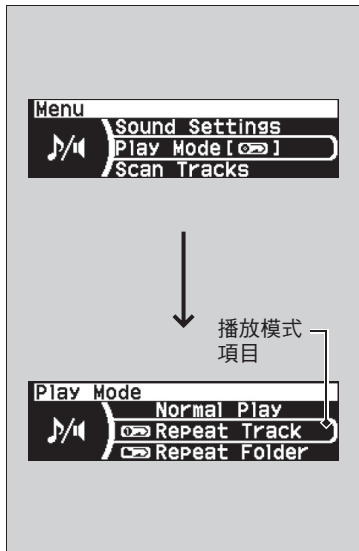 Menu
Sound Settings
Play Mode[ ]
Scan Tracks
播放模式
項目
Play Mode
Normal Play
Repeat Track
Repeat Folder